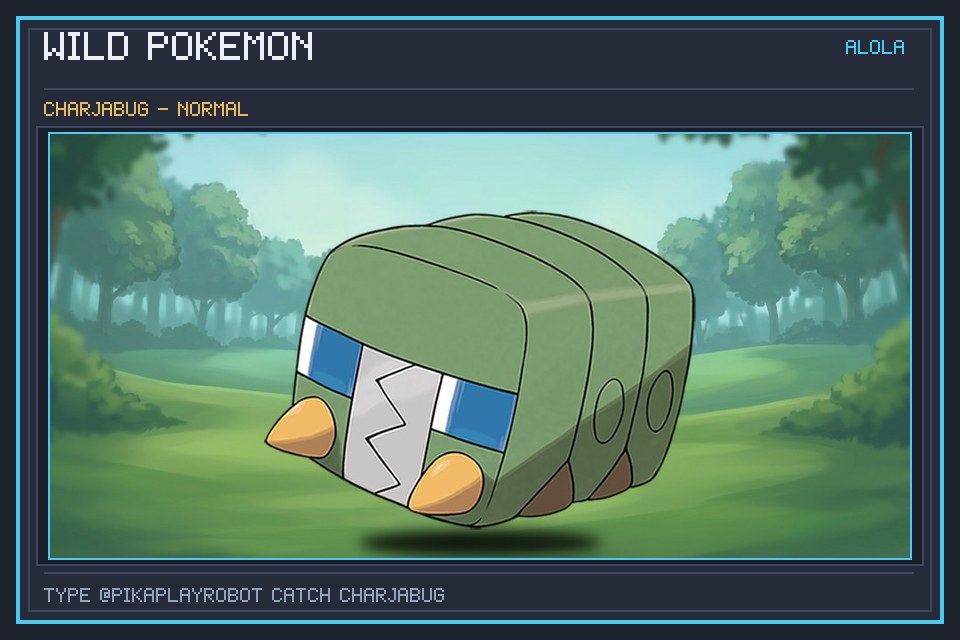 WILD POKEMON
ALOLA
CHARJABUG - NORMAL
TYPE @PIKAPLAYROBOT CATCH CHARJABUG